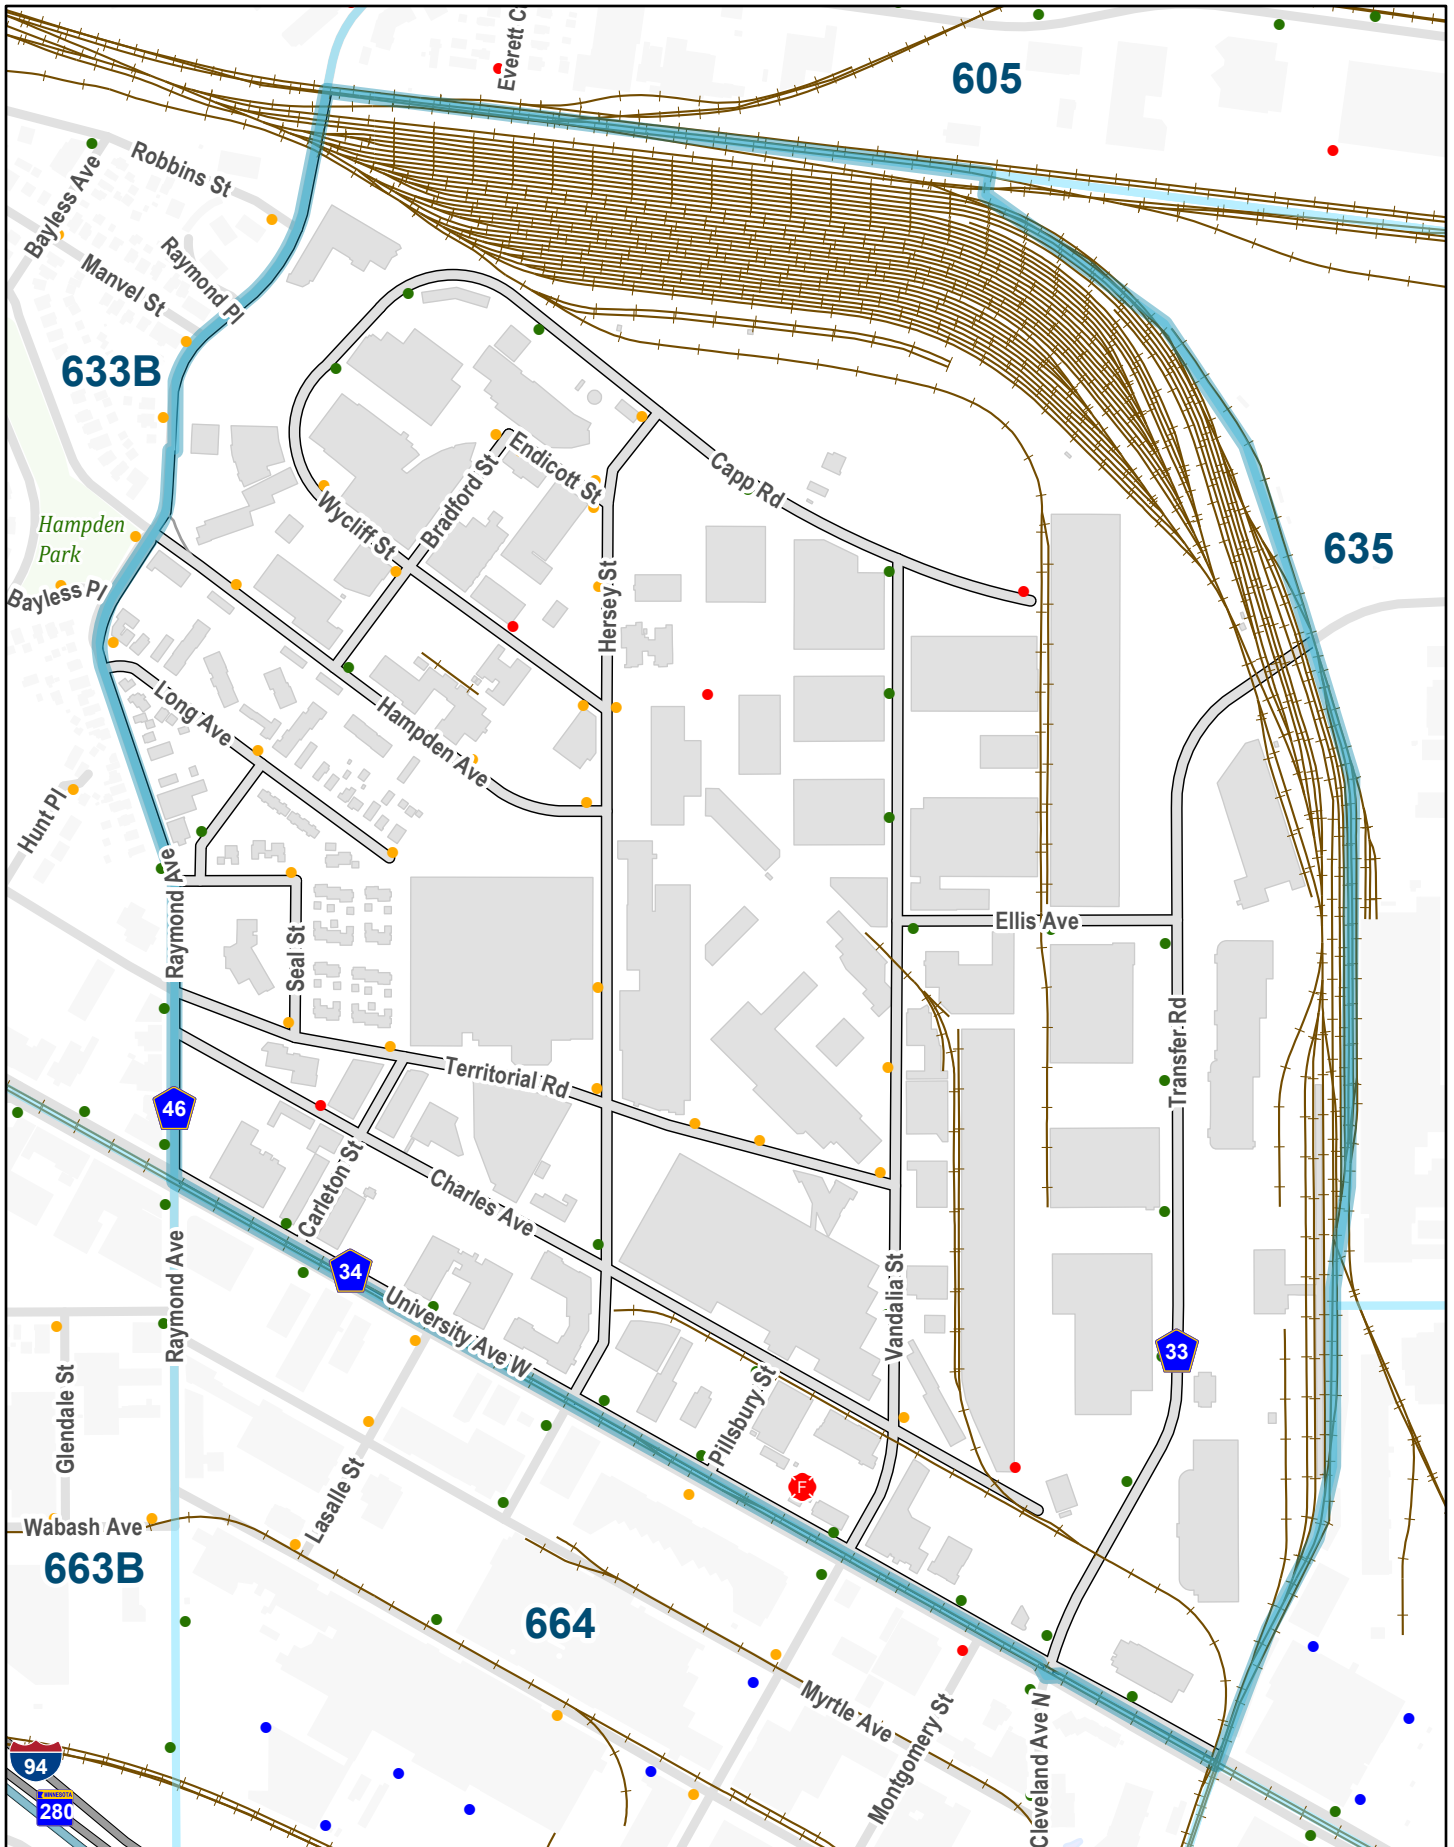 Everett C
605
Robbins St
Bayless Ave
Raymond Pl
Manvel St
633B
Endicott St
Capp Rd
Bradford St
Wycliff St
Hampden
Park
635
Bayless Pl
Hersey St
Long Ave
Hampden Ave
Hunt Pl
Raymond Ave
Ellis Ave
Seal St
Transfer Rd
Territorial Rd
46
Carleton St
Charles Ave
34
University Ave W
Raymond Ave
Vandalia St
33
Glendale St
Pillsbury St
Lasalle St
F
Wabash Ave
663B
664
Myrtle Ave
Montgomery St
Cleveland Ave N
94
MINNESOTA
280